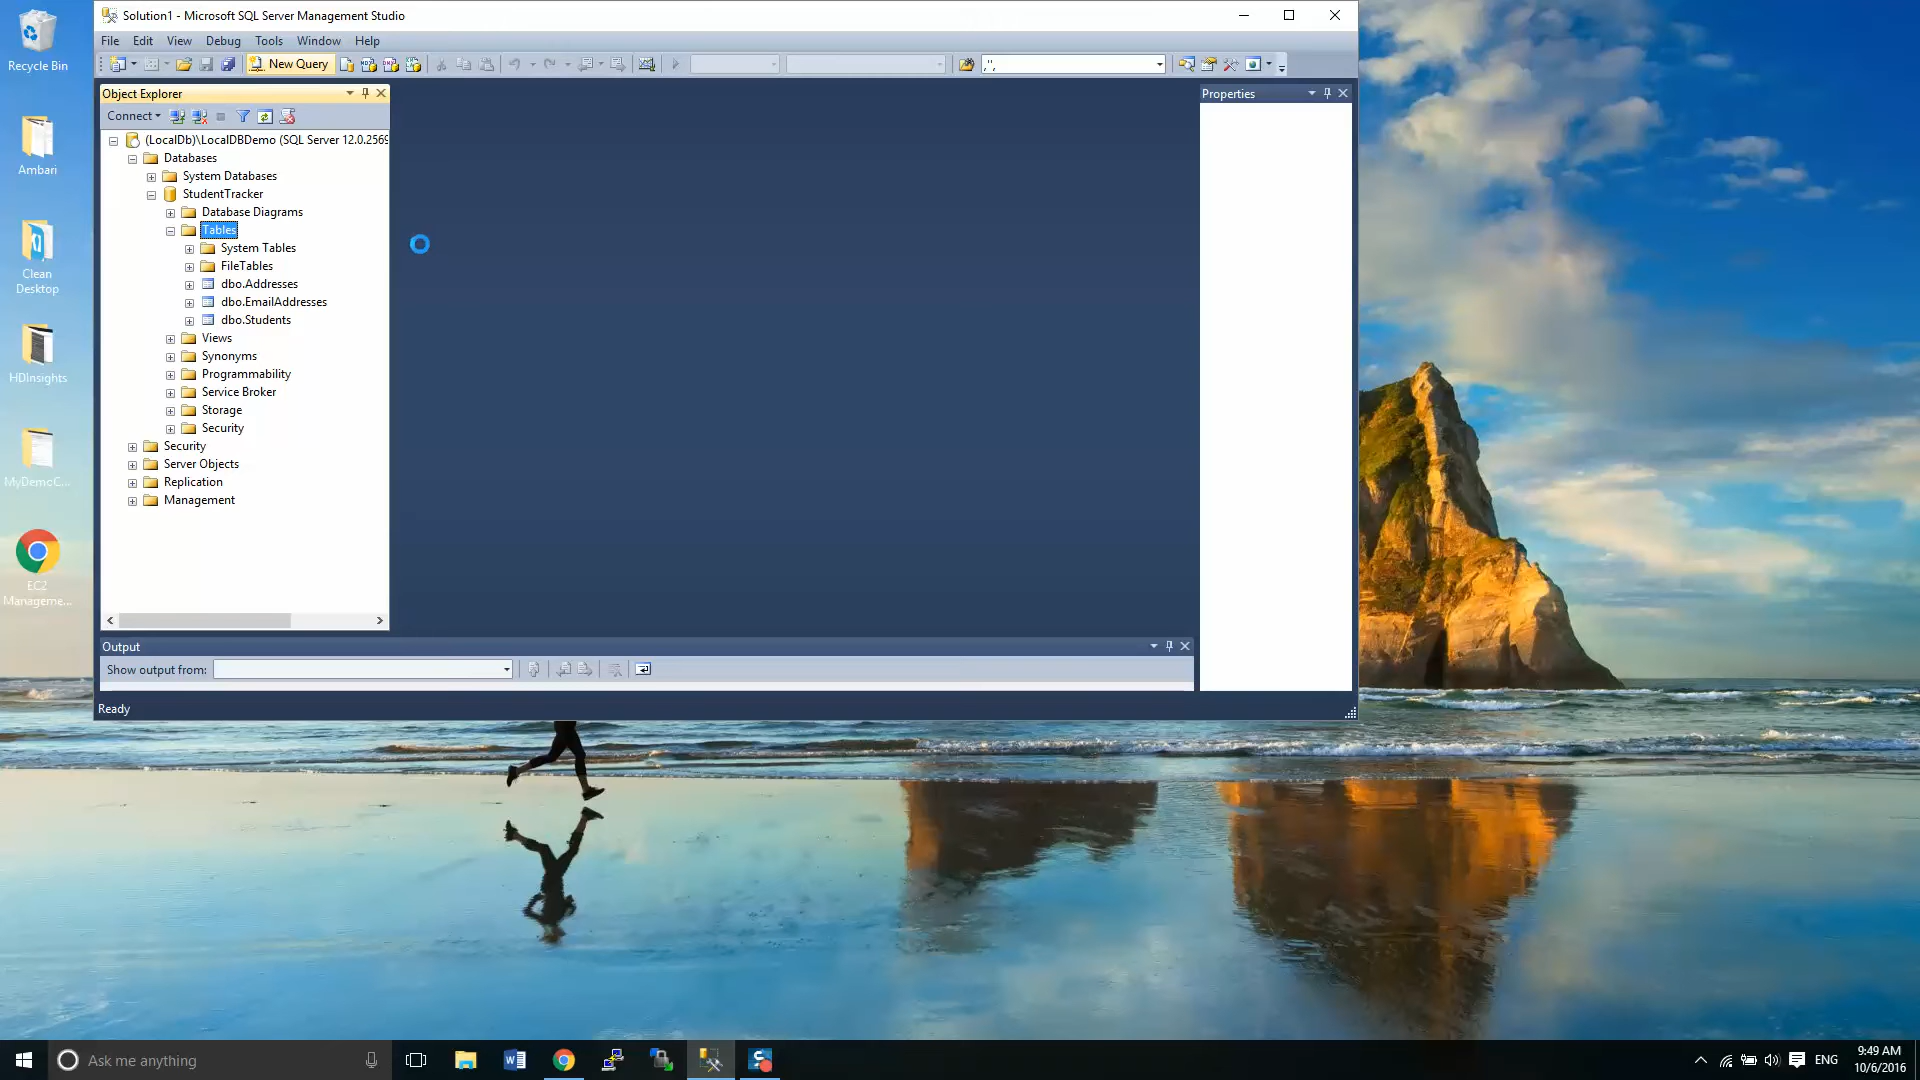 Recycle Bin
Ambari
Clean
Desktop
HDInsights
MyDemoC...
EC2
Manageme...
Solution1 - Microsoft SQL Server Management Studio
File Edit View Debug Tools Window Help
New Query
Object Explorer
Connect
(LocalDb)\LocalDBDemo (SQL Server 12.0.2569
Databases
System Databases
StudentTracker
Database Diagrams
Tables
System Tables
FileTables
dbo.Addresses
dbo.EmailAddresses
dbo.Students
Views
Synonyms
Programmability
Service Broker
Storage
Security
Security
Server Objects
Replication
Management
Properties
Output
Show output from:
Ready
Ask me anything
ENG
9:49 AM
10/6/2016